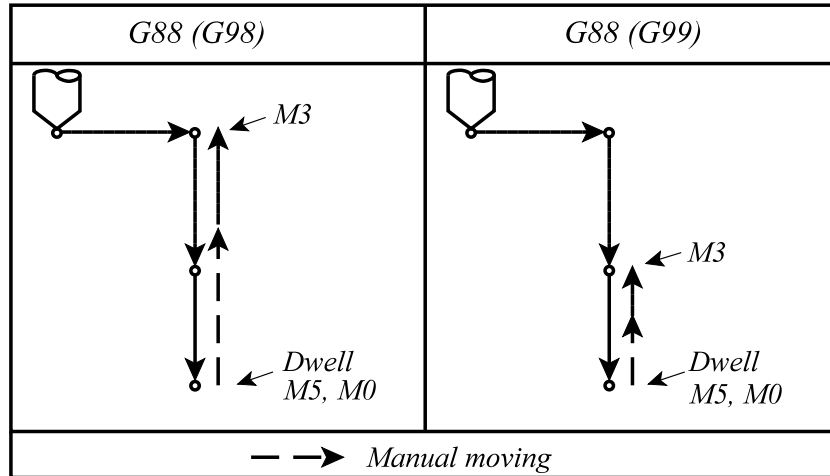 G88 (G98)
G88 (G99)
M3
Dwell
M5, M0
M3
Dwell
M5, M0
Manual moving